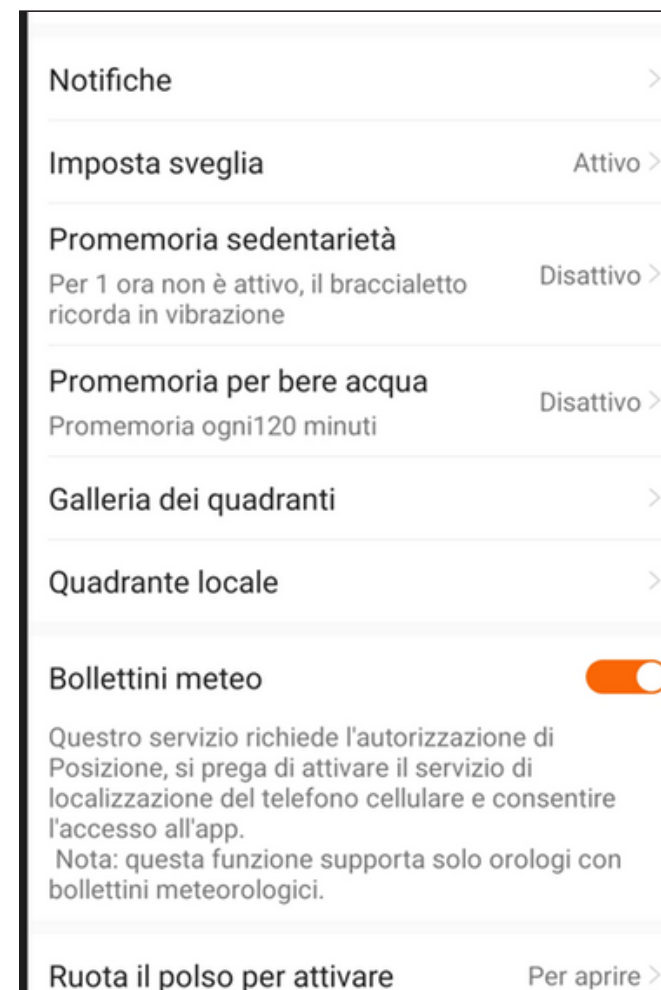 Notifiche
Imposta sveglia Attivo
Promemoria sedentarietà
Per 1 ora non è attivo, il braccialetto Disattivo
ricorda in vibrazione
Promemoria per bere acqua
Disattivo
Promemoria ogni120 minuti
Galleria dei quadranti
Quadrante locale
Bollettini meteo
Questro servizio richiede l'autorizzazione di
Posizione, si prega di attivare il servizio di
localizzazione del telefono cellulare e consentire
l'accesso all'app.
Nota: questa funzione supporta solo orologi con
bollettini meteorologici.
Ruota il polso per attivare Per aprire